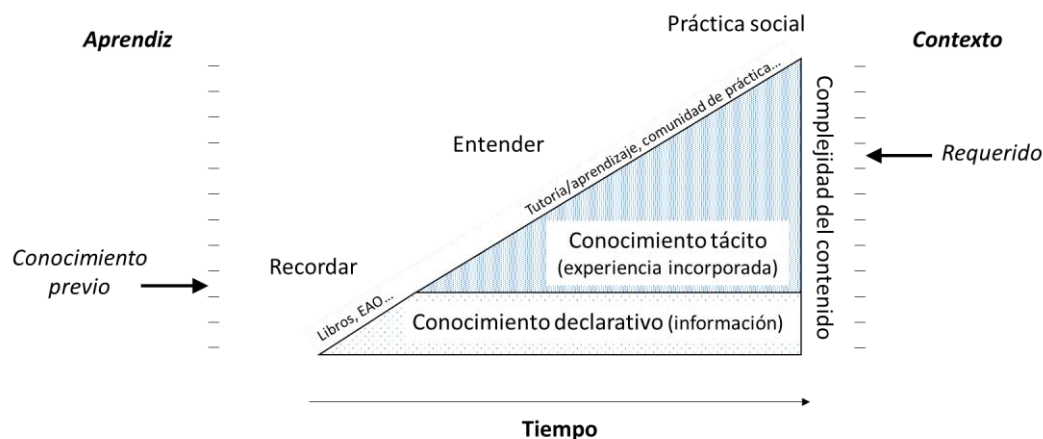 Práctica social
Aprendiz
Contexto
Entender
Tutoría/aprendizaje, comunidad de práctica...
Complejidad del contenido
Requerido
Conocimiento tácito
(experiencia incorporada)
Conocimiento
previo
Recordar
Libros, EAO...
Conocimiento declarativo (información)
Tiempo